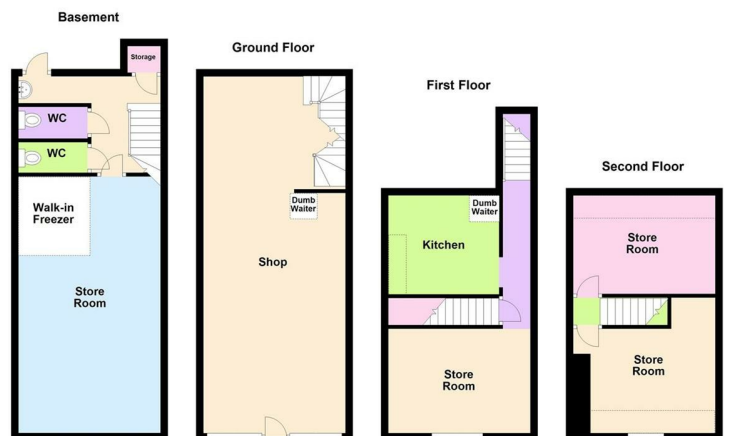 Basement
Storage
WC
WC
Walk-in
Freezer
Store
Room
Ground Floor
Dumb
Waiter
Shop
First Floor
Dumb
Waiter
Kitchen
Store
Room
Second Floor
Store
Room
Store
Room